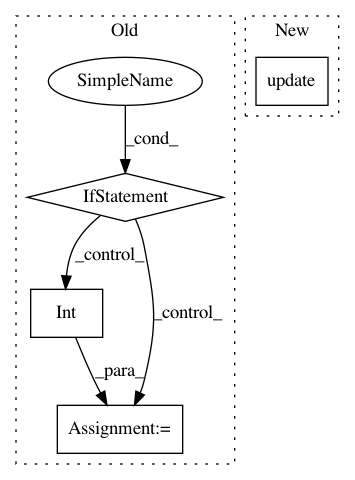 Old
New
SimpleName
update
_cond_
IfStatement
_control_
_control_
Int
_para_
Assignment:=